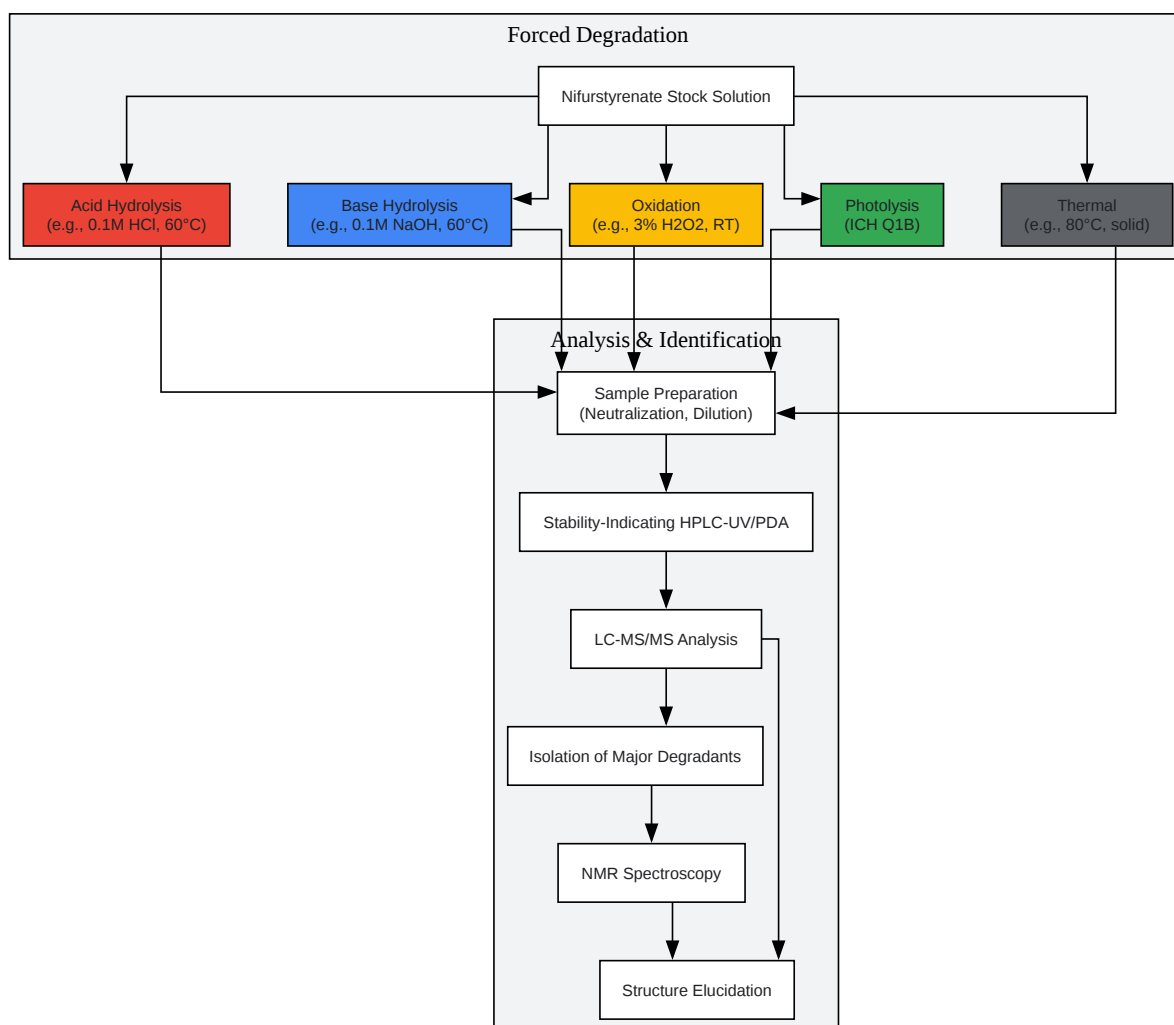 Forced Degradation
Nifurstyrenate Stock Solution
Acid Hydrolysis
(e.g., 0.1M HCl, 60°C)
Base Hydrolysis
(e.g., 0.1M NaOH, 60°C)
Oxidation
(e.g., 3% H2O2, RT)
Photolysis
(ICH Q1B)
Thermal
(e.g., 80°C, solid)
Analysis & Identification
Sample Preparation
(Neutralization, Dilution)
Stability-Indicating HPLC-UV/PDA
LC-MS/MS Analysis
Isolation of Major Degradants
NMR Spectroscopy
Structure Elucidation